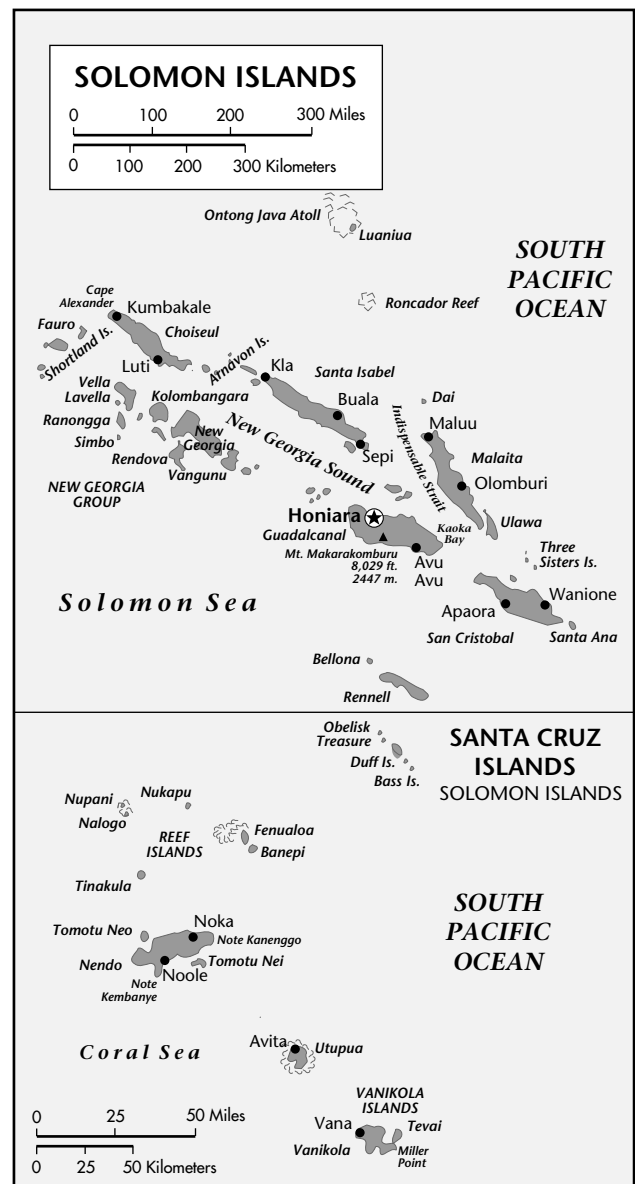 SOLOMON ISLANDS
0 100 200 300 Miles
0 100 200 300 Kilometers
Ontong Java Atoll
Luaniua
SOUTH
PACIFIC
OCEAN
Roncador Reef
Cape
Alexander
Kumbakale
Fauro
Choiseul
Shortland Is.
Luti
Arnavon Is.
Kla
Santa Isabel
Vella
Lavella
Kolombangara
Buala
Dai
Ranongga
New
Georgia
New Georgia Sound
Indispensable Strait
Maluu
Simbo
Sepi
Malaita
Rendova
Vangunu
Olomburi
NEW GEORGIA
GROUP
Honiara
Guadalcanal
Kaoka
Bay
Ulawa
Mt. Makarakomburu
8,029 ft.
2447 m.
Avu
Avu
Three
Sisters Is.
Solomon Sea
Apaora
Wanione
San Cristobal
Santa Ana
Bellona
Rennell
Obelisk
Treasure
Duff Is.
Bass Is.
SANTA CRUZ
ISLANDS
SOLOMON ISLANDS
Nupani
Nukapu
Nalogo
REEF
ISLANDS
Fenualoa
Banepi
Tinakula
SOUTH
PACIFIC
OCEAN
Tomotu Neo
Noka
Note Kanenggo
Nendo
Noole
Tomotu Nei
Note
Kembanye
Coral Sea
Avita
Utupua
VANIKOLA
ISLANDS
0 25 50 Miles
0 25 50 Kilometers
Vana
Tevai
Vanikola
Miller
Point